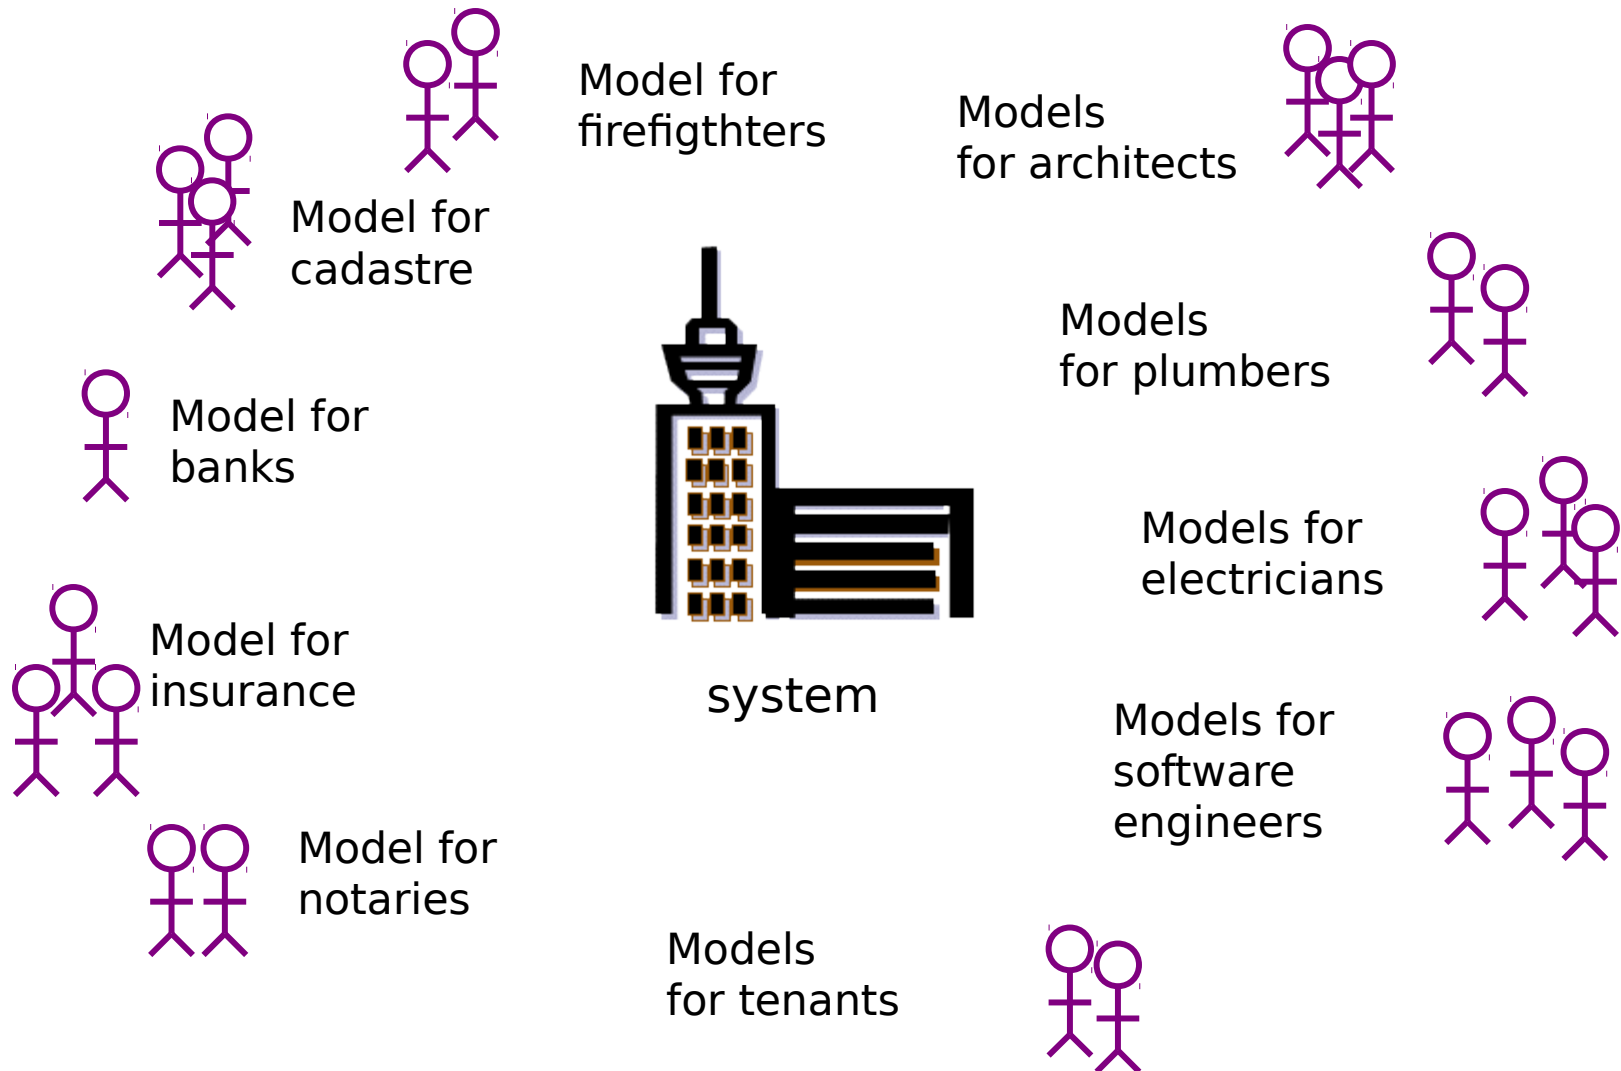 Model for
firefigthters
Models
for architects
Model for
cadastre
Models
for plumbers
Model for
banks
Models for
electricians
Model for
insurance
system
Models for
software
engineers
Model for
notaries
Models
for tenants